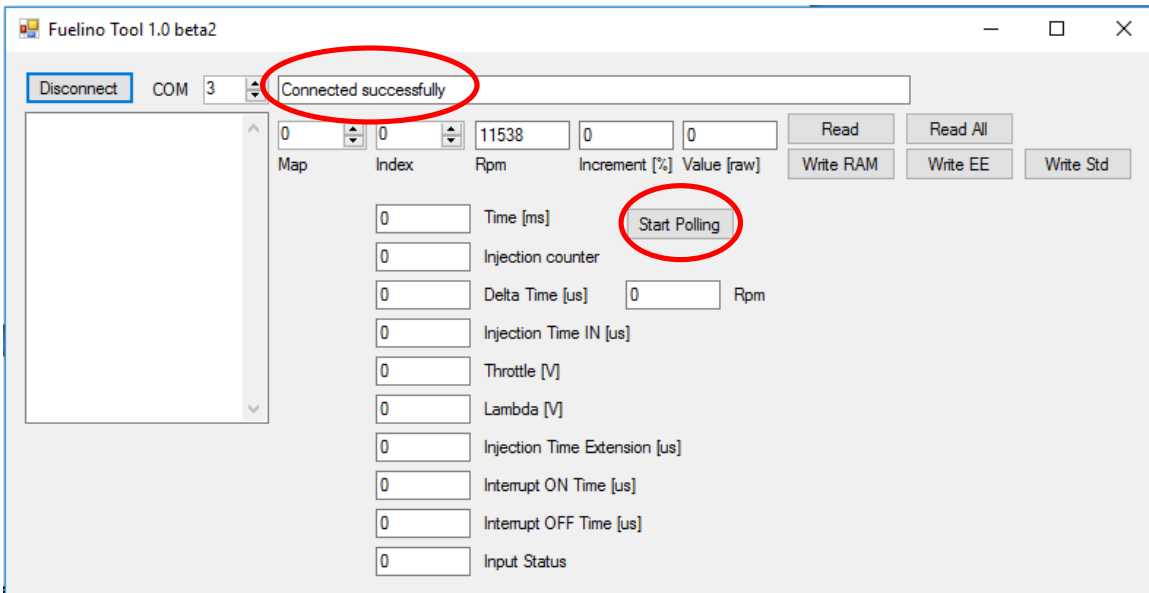 Fuelino Tool 1.0 beta2
Disconnect COM 3 Connected successfully
0 0 11538 0 0 Read Read All
Map Index Rpm Increment [%] Value [raw] Write RAM Write EE Write Std
0 Time [ms] Start Polling
0 Injection counter
0 Delta Time [us] 0 Rpm
0 Injection Time IN [us]
0 Throttle [V]
0 Lambda [V]
0 Injection Time Extension [us]
0 Interrupt ON Time [us]
0 Interrupt OFF Time [us]
0 Input Status